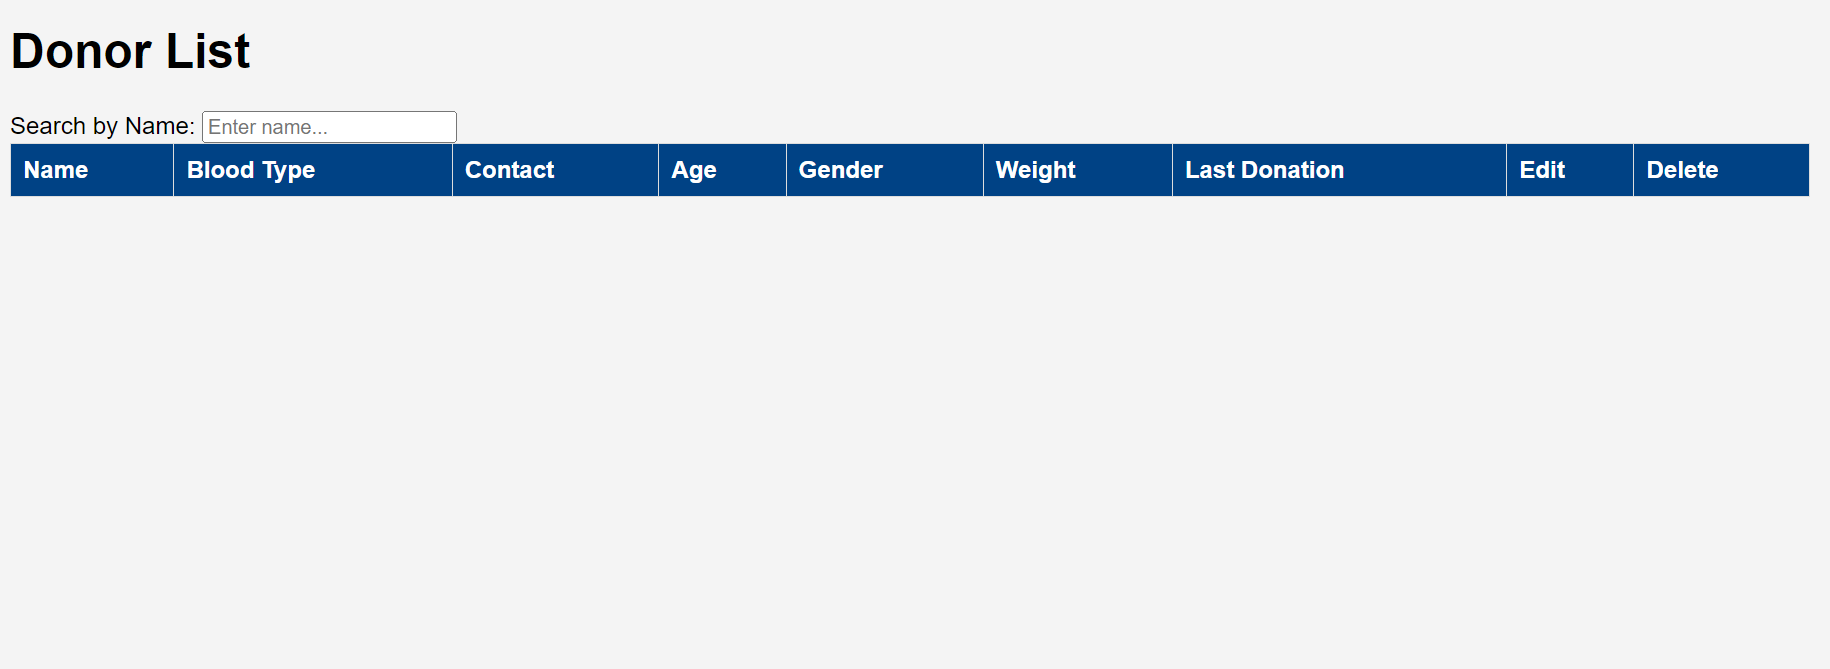 Donor List
Search by Name: Enter name...
Name Blood Type Contact Age Gender Weight Last Donation Edit Delete